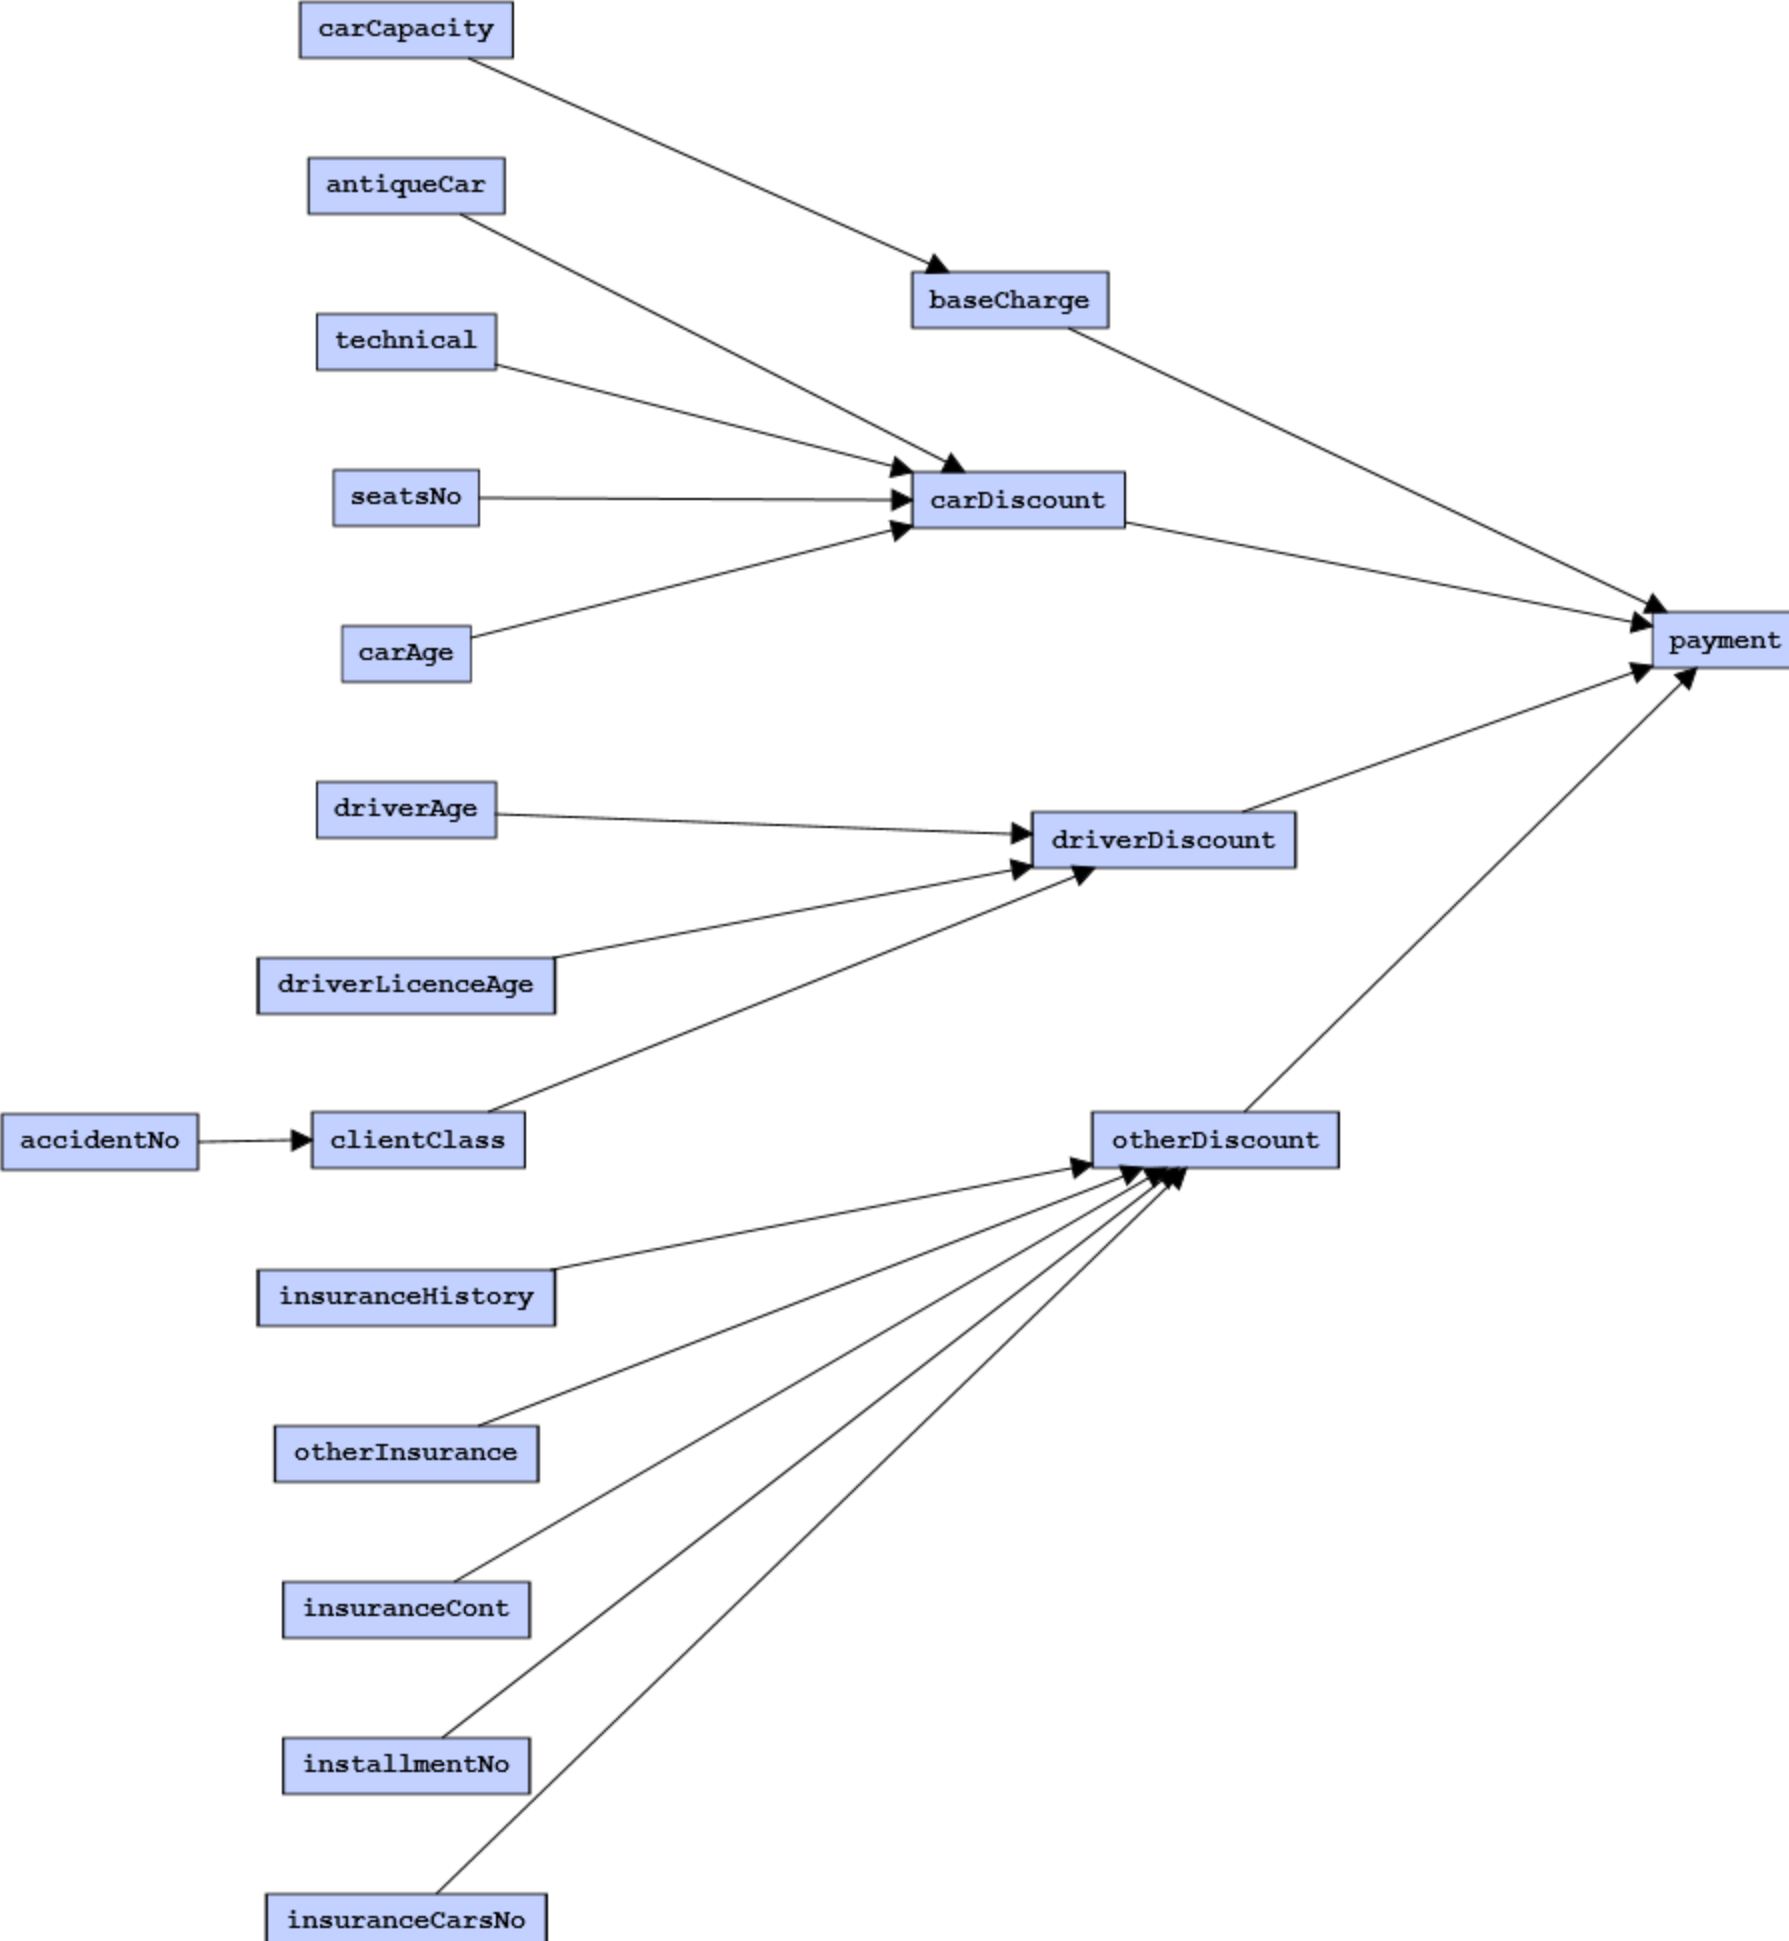 carCapacity
antiqueCar
baseCharge
technical
seatsNo
carDiscount
carAge
payment
driverAge
driverDiscount
driverLicenceAge
accidentNo
clientClass
otherDiscount
insuranceHistory
otherInsurance
insuranceCont
installmentNo
insuranceCarsNo